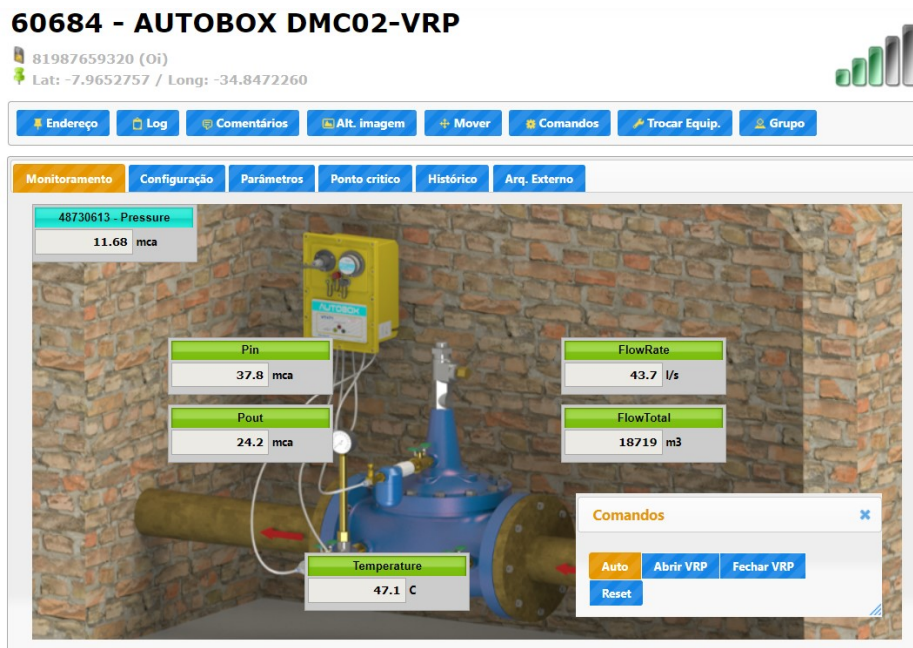 60684 - AUTOBOX DMC02-VRP
81987659320 (Oi)
Lat: -7.9652757 / Long: -34.8472260
Endereço Log Comentários Alt. imagem Mover Comandos Trocar Equip. Grupo
Monitoramento Configuração Parâmetros Ponto critico Histórico Arq. Externo
48730613 - Pressure
11.68 mca
AUTOBOX
Pin
37.8 mca
FlowRate
43.7 l/s
Pout
24.2 mca
FlowTotal
18719 m3
Comandos
Auto Abrir VRP Fechar VRP
Reset
Temperature
47.1 C